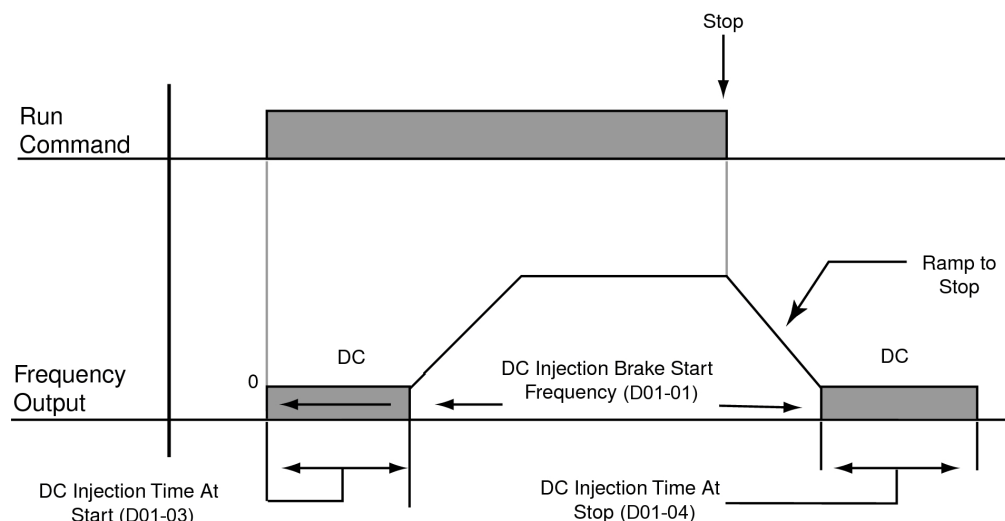 Stop
Run
Command
Ramp to
Stop
DC
DC
DC Injection Brake Start
Frequency (D01-01)
Frequency
Output
0
DC Injection Time At
Start (D01-03)
DC Injection Time At
Stop (D01-04)